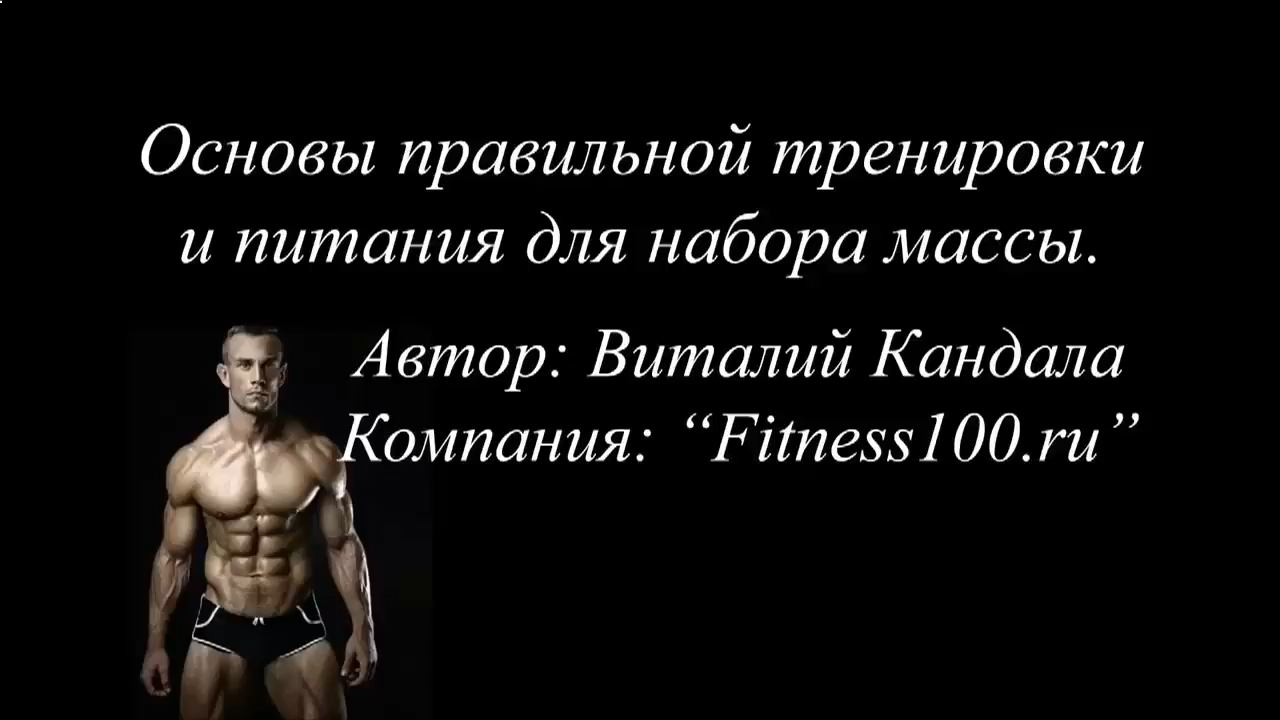 Основы правильной тренировки
и питания для набора массы.
Автор: Виталий Кандала
Компания: “Fitness100.ru”